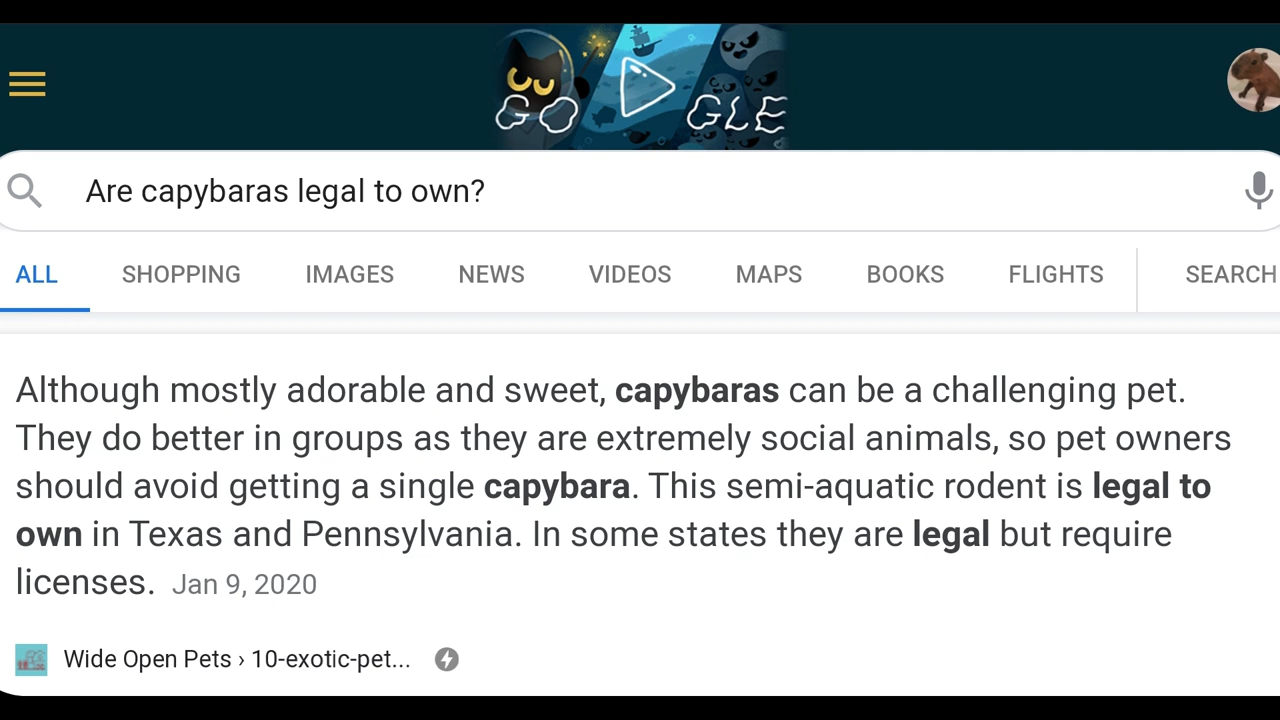 GO GLE
Are capybaras legal to own?
ALL SHOPPING IMAGES NEWS VIDEOS MAPS BOOKS FLIGHTS SEARCH
Although mostly adorable and sweet, capybaras can be a challenging pet.
They do better in groups as they are extremely social animals, so pet owners
should avoid getting a single capybara. This semi-aquatic rodent is legal to
own in Texas and Pennsylvania. In some states they are legal but require
licenses. Jan 9, 2020
Wide Open Pets › 10-exotic-pet...